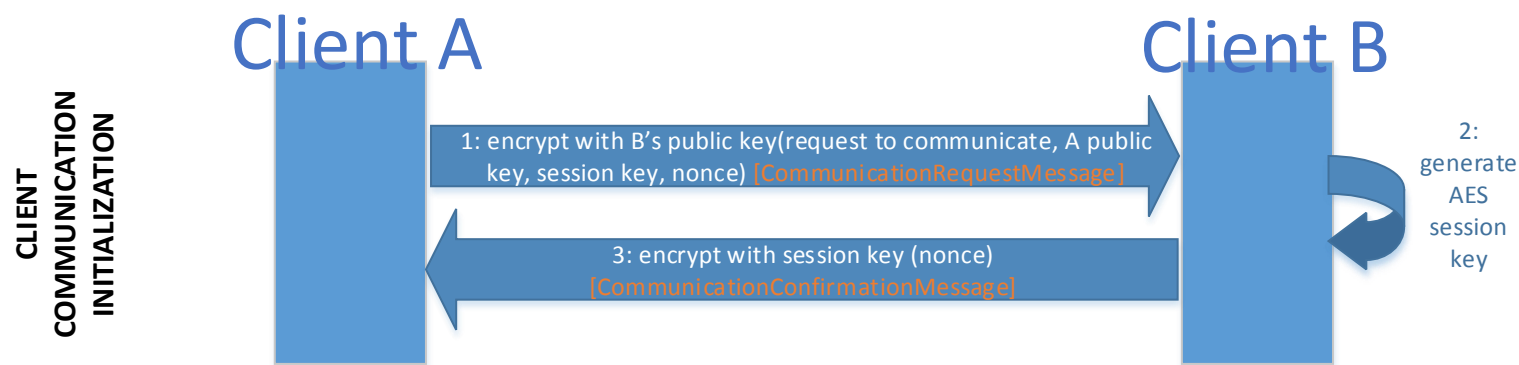 Client A
Client B
CLIENT
COMMUNICATION
INITIALIZATION
1: encrypt with B’s public key(request to communicate, A public
key, session key, nonce) [CommunicationRequestMessage]
2:
generate
AES
session
key
3: encrypt with session key (nonce)
[CommunicationConfirmationMessage]